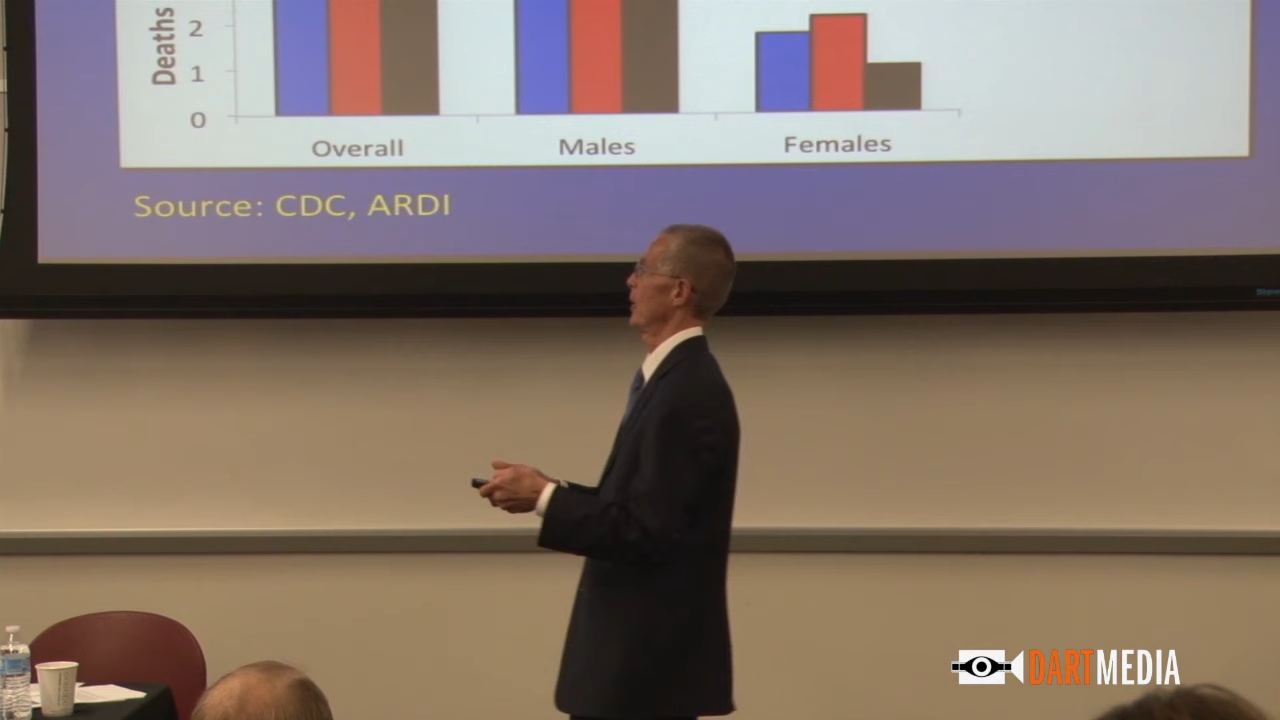 Deaths
2
1
0
Overall Males Females
Source: CDC, ARDI
DARTMEDIA